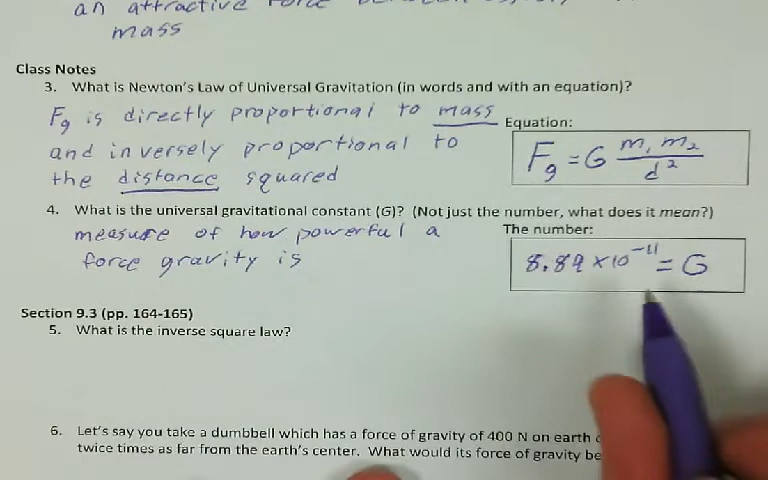 an attractive force between
mass
Class Notes
3. What is Newton's Law of Universal Gravitation (in words and with an equation)?
Fg is directly proportional to mass
and inversely proportional to
the distance squared
Equation:
Fg = G m1 m2 / d²
4. What is the universal gravitational constant (G)? (Not just the number, what does it mean?)
measure of how powerful a
force gravity is
The number:
8.89 × 10⁻¹¹ = G
Section 9.3 (pp. 164-165)
5. What is the inverse square law?
6. Let's say you take a dumbbell which has a force of gravity of 400 N on earth
twice times as far from the earth's center. What would its force of gravity be